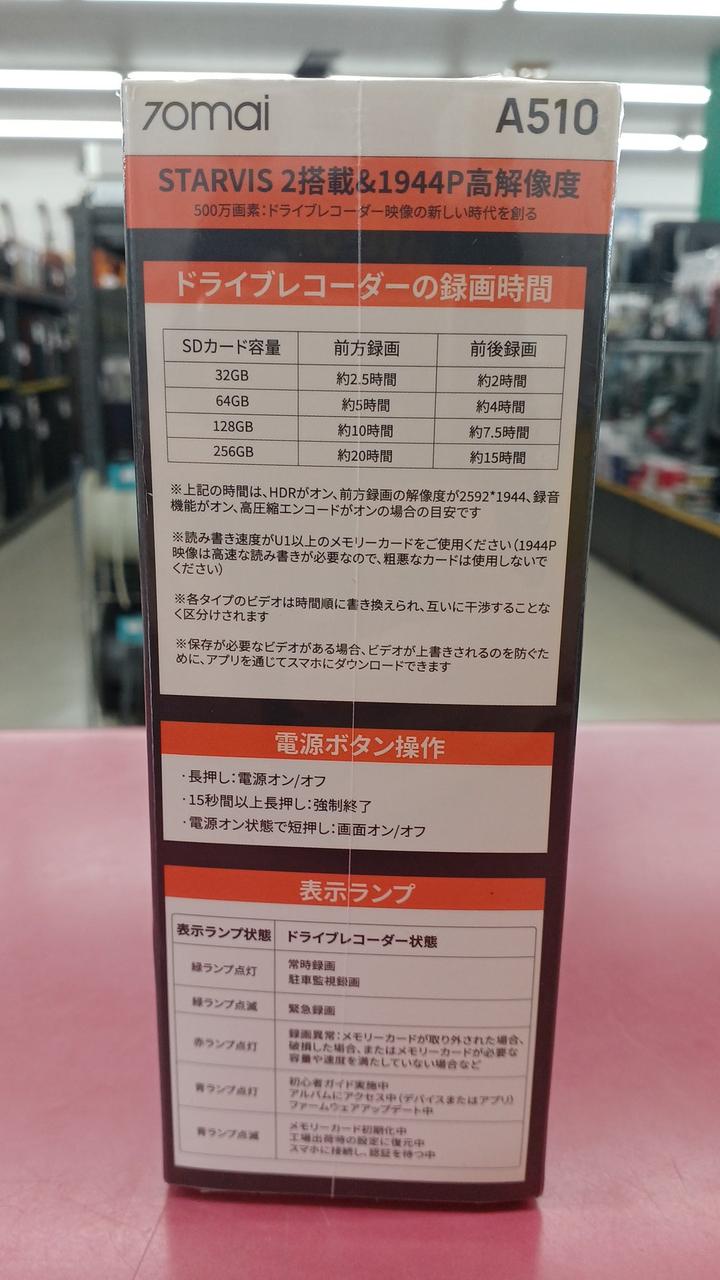 70mai A510
STARVIS 2搭載&1944P高解像度
500万画素:ドライブレコーダー映像の新しい時代を創る
ドライブレコーダーの録画時間
SDカード容量 前方録画 前後録画
32GB 約2.5時間 約2時間
64GB 約5時間 約4時間
128GB 約10時間 約7.5時間
256GB 約20時間 約15時間
※上記の時間は、HDRがオン、前方録画の解像度が2592*1944、録音
機能がオン、高圧縮エンコードがオンの場合の目安です
※読み書き速度がU1以上のメモリーカードをご使用ください(1944P
映像は高速な読み書きが必要なので、粗悪なカードは使用しないで
ください)
※各タイプのビデオは時間順に書き換えられ、互いに干渉することな
く区分けされます
※保存が必要なビデオがある場合、ビデオが上書きされるのを防ぐた
めに、アプリを通じてスマホにダウンロードできます
電源ボタン操作
・長押し:電源オン/オフ
・15秒間以上長押し:強制終了
・電源オン状態で短押し:画面オン/オフ
表示ランプ
表示ランプ状態 ドライブレコーダー状態
緑ランプ点灯 常時録画
駐車監視録画
緑ランプ点滅 緊急録画
赤ランプ点灯 録画異常:メモリーカードが取り外された場合、
破損した場合、またはメモリーカードが必要な
容量や速度を満たしていない場合など
青ランプ点灯 初心者ガイド実施中
アルバムにアクセス中(デバイスまたはアプリ)
ファームウェアアップデート中
青ランプ点滅 メモリーカード初期化中
工場出荷時の設定に復元中
スマホに接続し、認証を待つ中